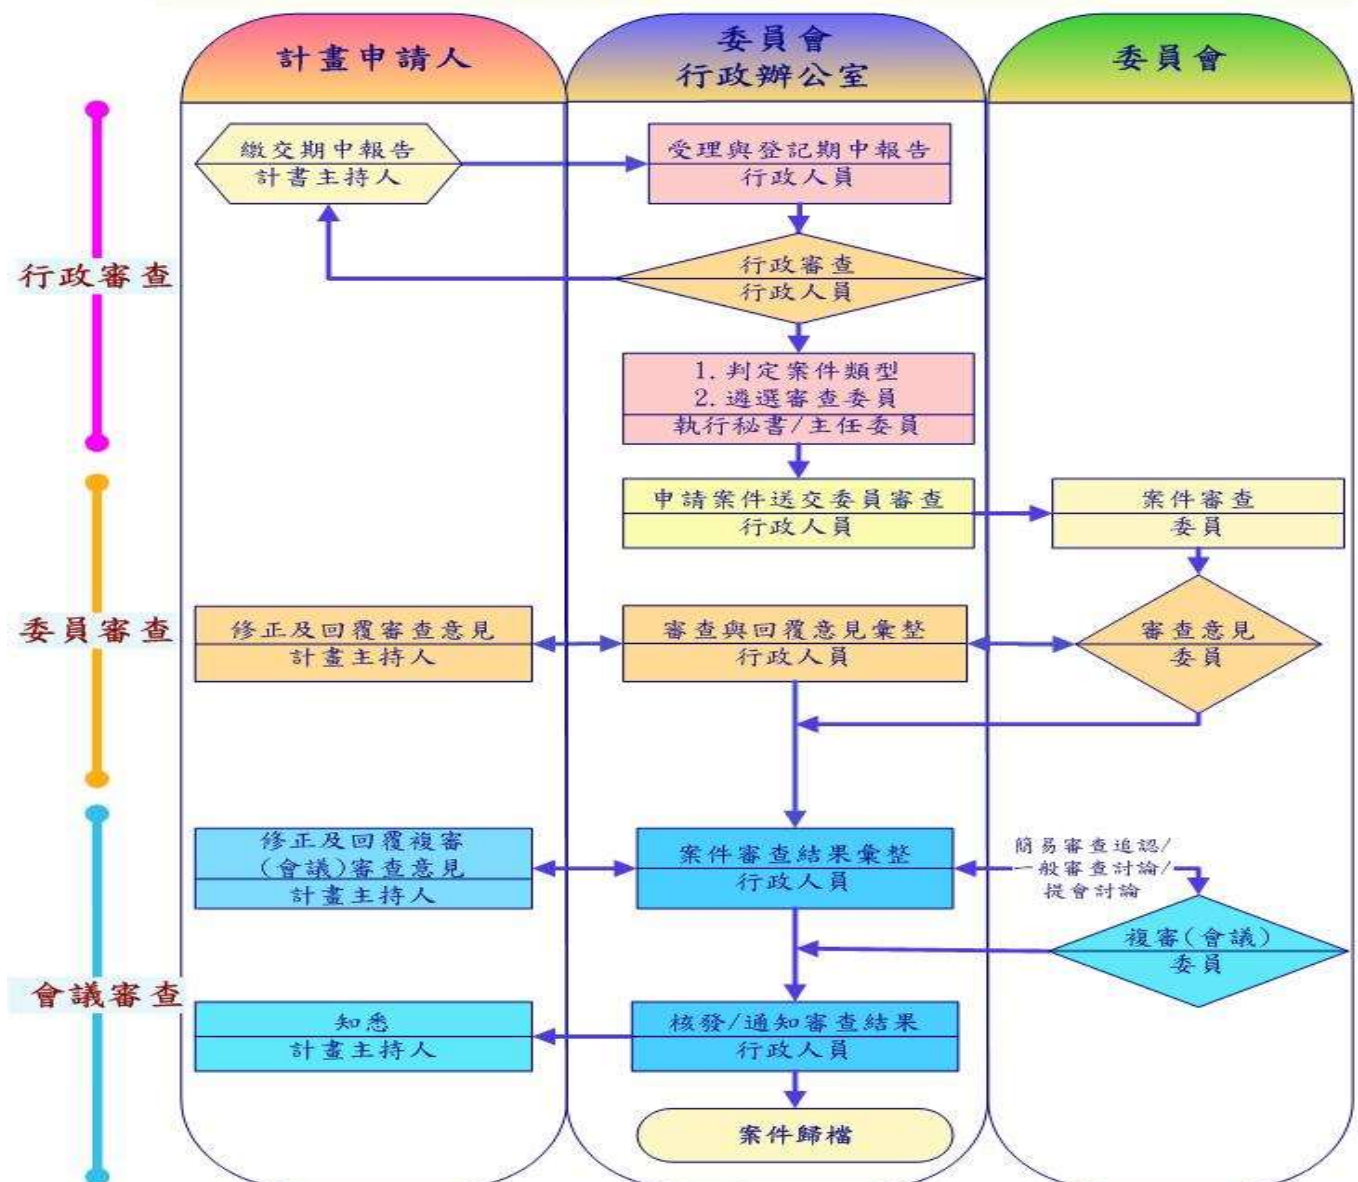 計畫申請人
委員會
行政辦公室
委員會
行政審查
繳交期中報告
計書主持人
受理與登記期中報告
行政人員
行政審查
行政人員
1.判定案件類型
2.遴選審查委員
執行秘書/主任委員
委員審查
申請案件送交委員審查
行政人員
案件審查
委員
修正及回覆審查意見
計畫主持人
審查與回覆意見彙整
行政人員
審查意見
委員
會議審查
修正及回覆複審
(會議)審查意見
計畫主持人
案件審查結果彙整
行政人員
簡易審查追認/
一般審查討論/
提會討論
複審(會議)
委員
知悉
計畫主持人
核發/通知審查結果
行政人員
案件歸檔